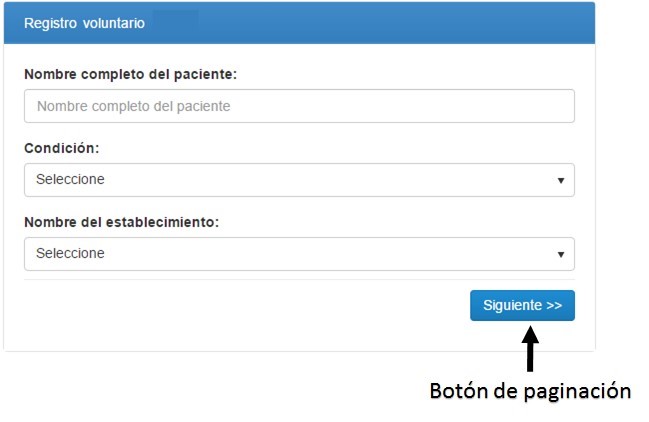 Registro voluntario
Nombre completo del paciente:
Nombre completo del paciente
Condición:
Seleccione
Nombre del establecimiento:
Seleccione
Siguiente >>
Botón de paginación